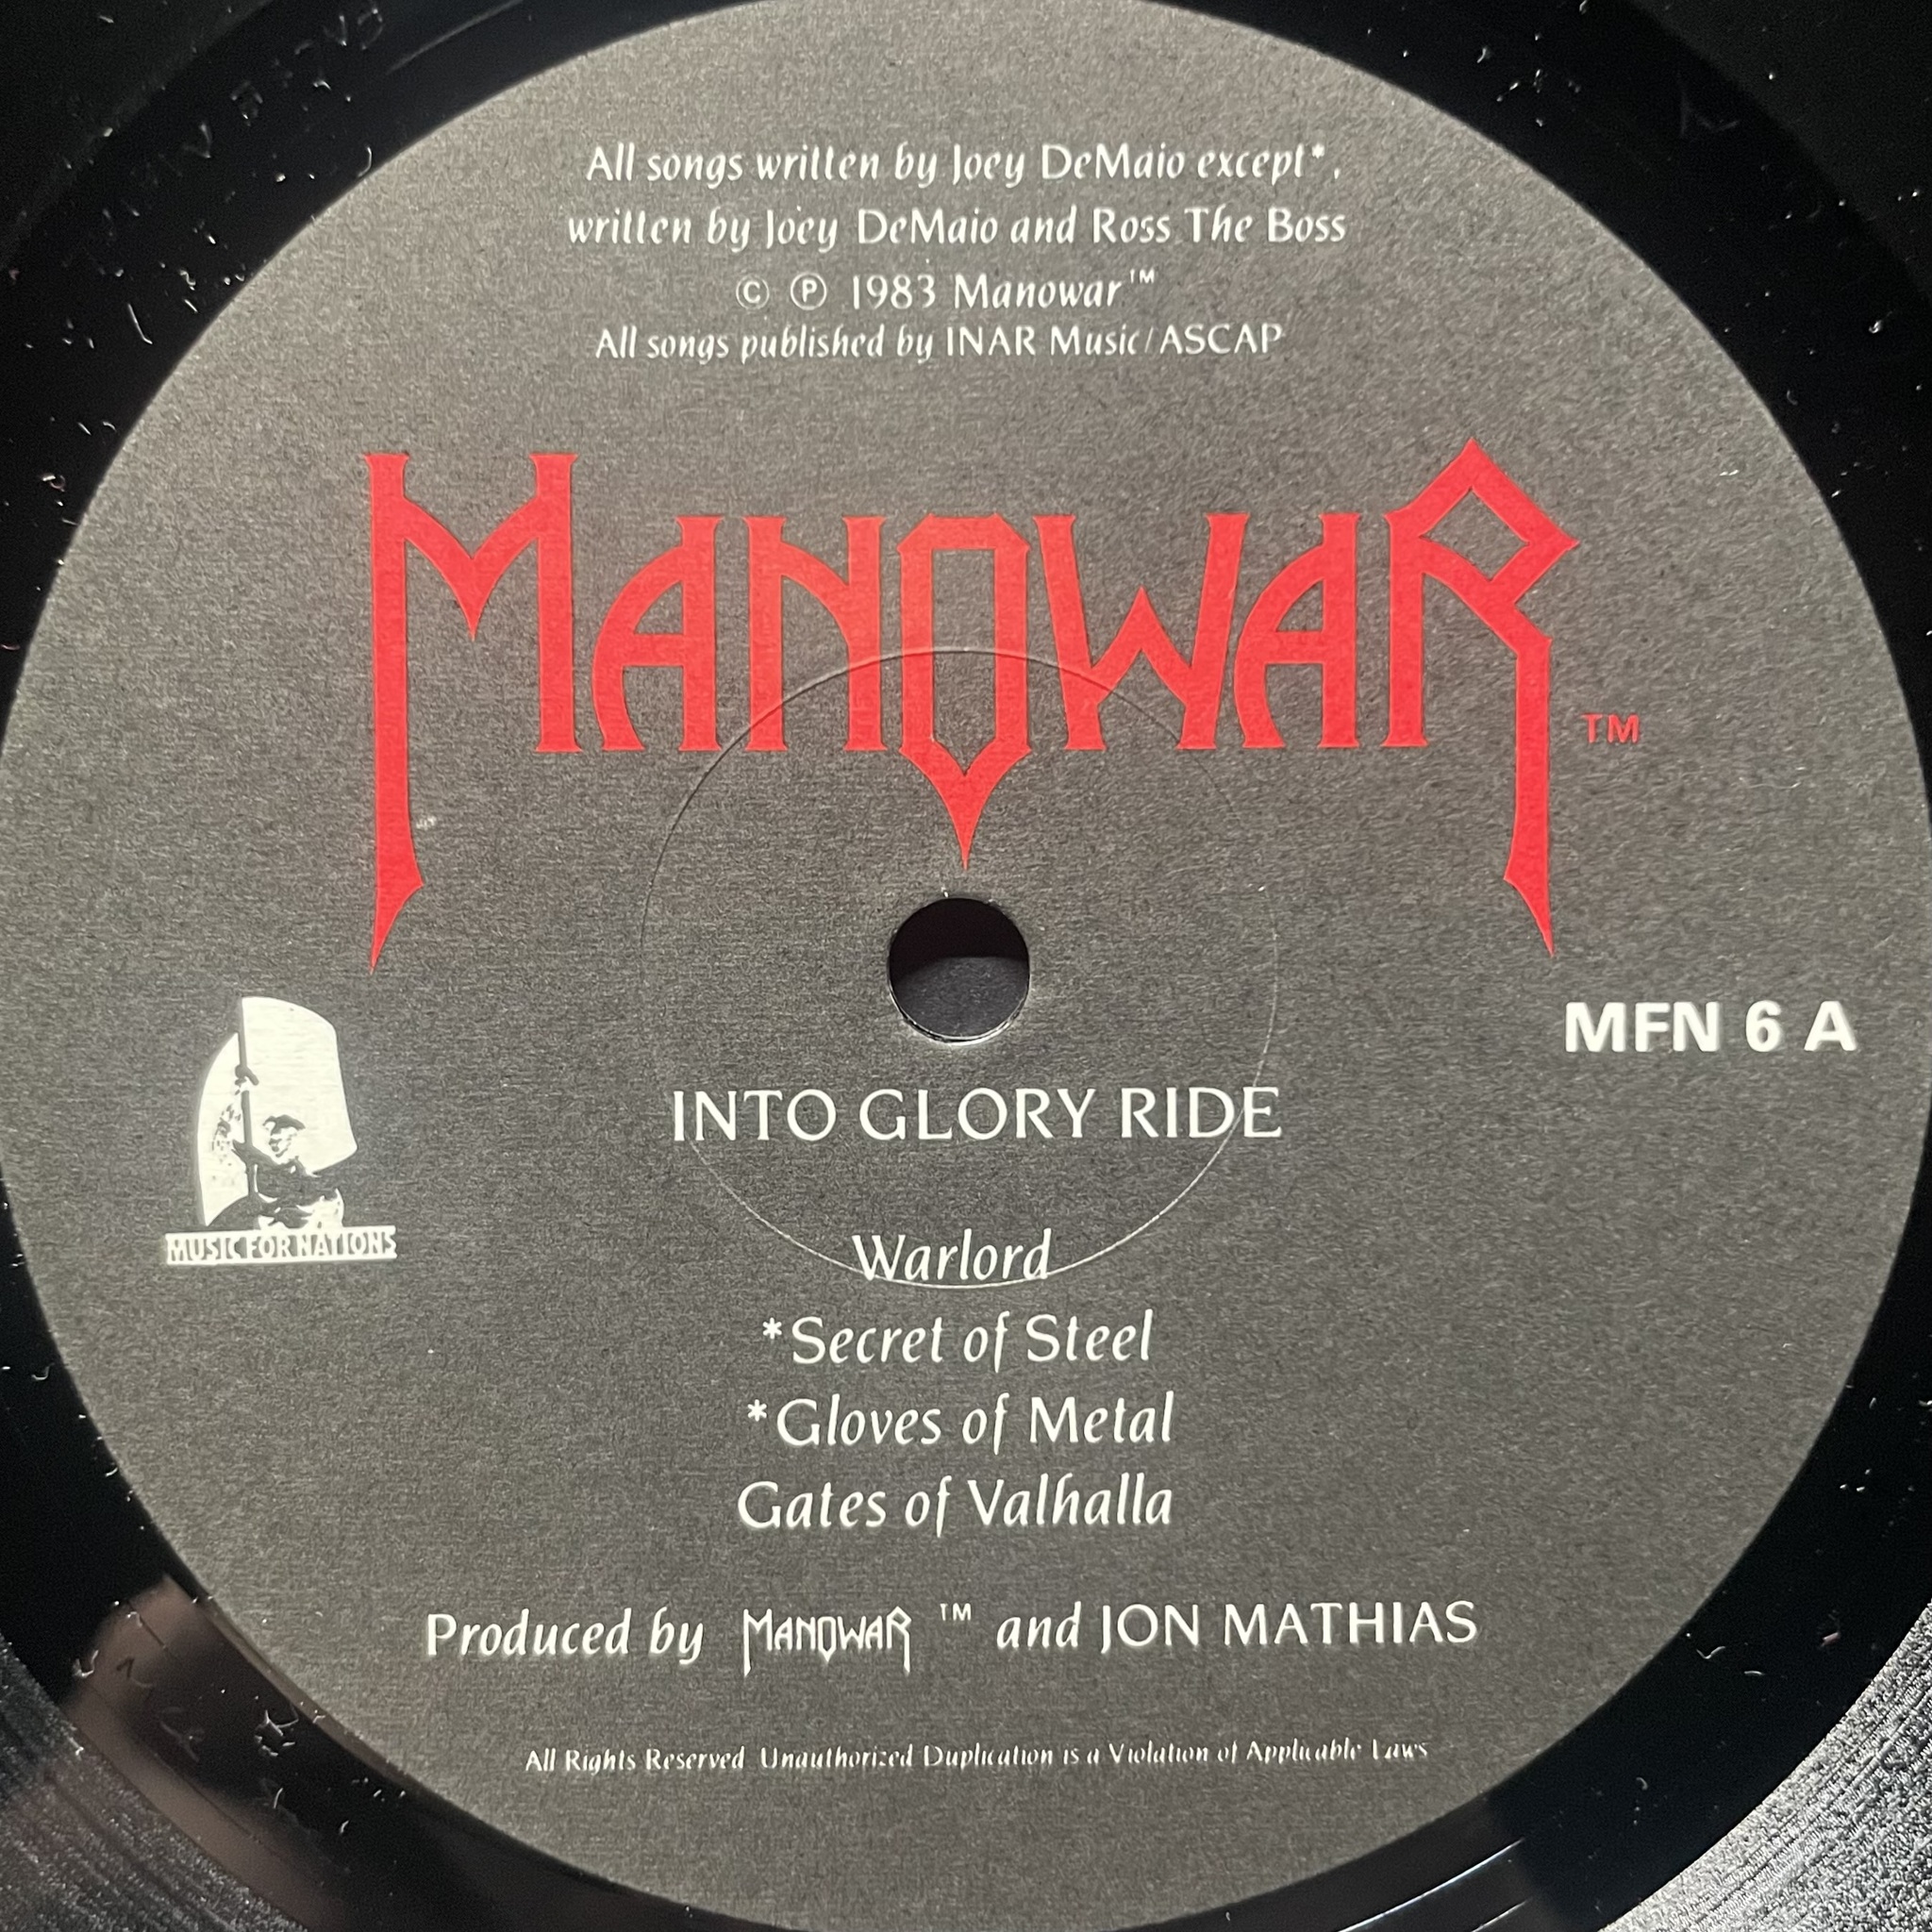 All songs written by Joey DeMaio except*,
written by Joey DeMaio and Ross The Boss
© ℗ 1983 Manowar™
All songs published by INAR Music/ASCAP
MANOWAR TM
MFN 6 A
MUSIC FOR NATIONS
INTO GLORY RIDE
Warlord
*Secret of Steel
*Gloves of Metal
Gates of Valhalla
Produced by MANOWAR ™ and JON MATHIAS
All Rights Reserved Unauthorized Duplication is a Violation of Applicable Laws